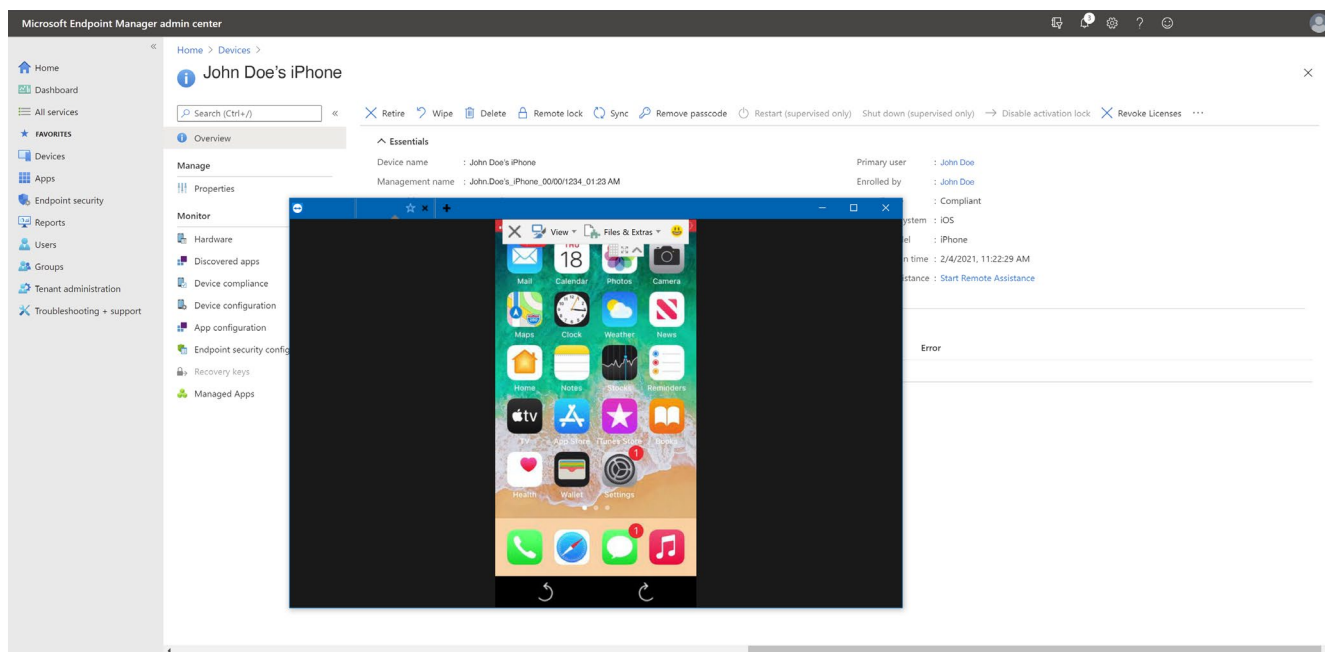 Microsoft Endpoint Manager admin center
3
Home > Devices >
John Doe's iPhone
Home
Dashboard
All services
FAVORITES
Devices
Apps
Endpoint security
Reports
Users
Groups
Tenant administration
Troubleshooting + support
Search (Ctrl+/)
Overview
Manage
Properties
Monitor
Hardware
Discovered apps
Device compliance
Device configuration
App configuration
Endpoint security config
Recovery keys
Managed Apps
Retire Wipe Delete Remote lock Sync Remove passcode Restart (supervised only) Shut down (supervised only) Disable activation lock Revoke Licenses ...
Essentials
Device name : John Doe's iPhone
Management name : John.Doe's_iPhone_00/00/1234_01:23 AM
Primary user : John Doe
Enrolled by : John Doe
: Compliant
ystem : iOS
el : iPhone
n time : 2/4/2021, 11:22:29 AM
istance : Start Remote Assistance
Error
View Files & Extras
THU
18
Mail Calendar Photos Camera
Maps Clock Weather News
Home Notes Stocks Reminders
tv
TV App Store iTunes Store Books
1
Health Wallet Settings
1